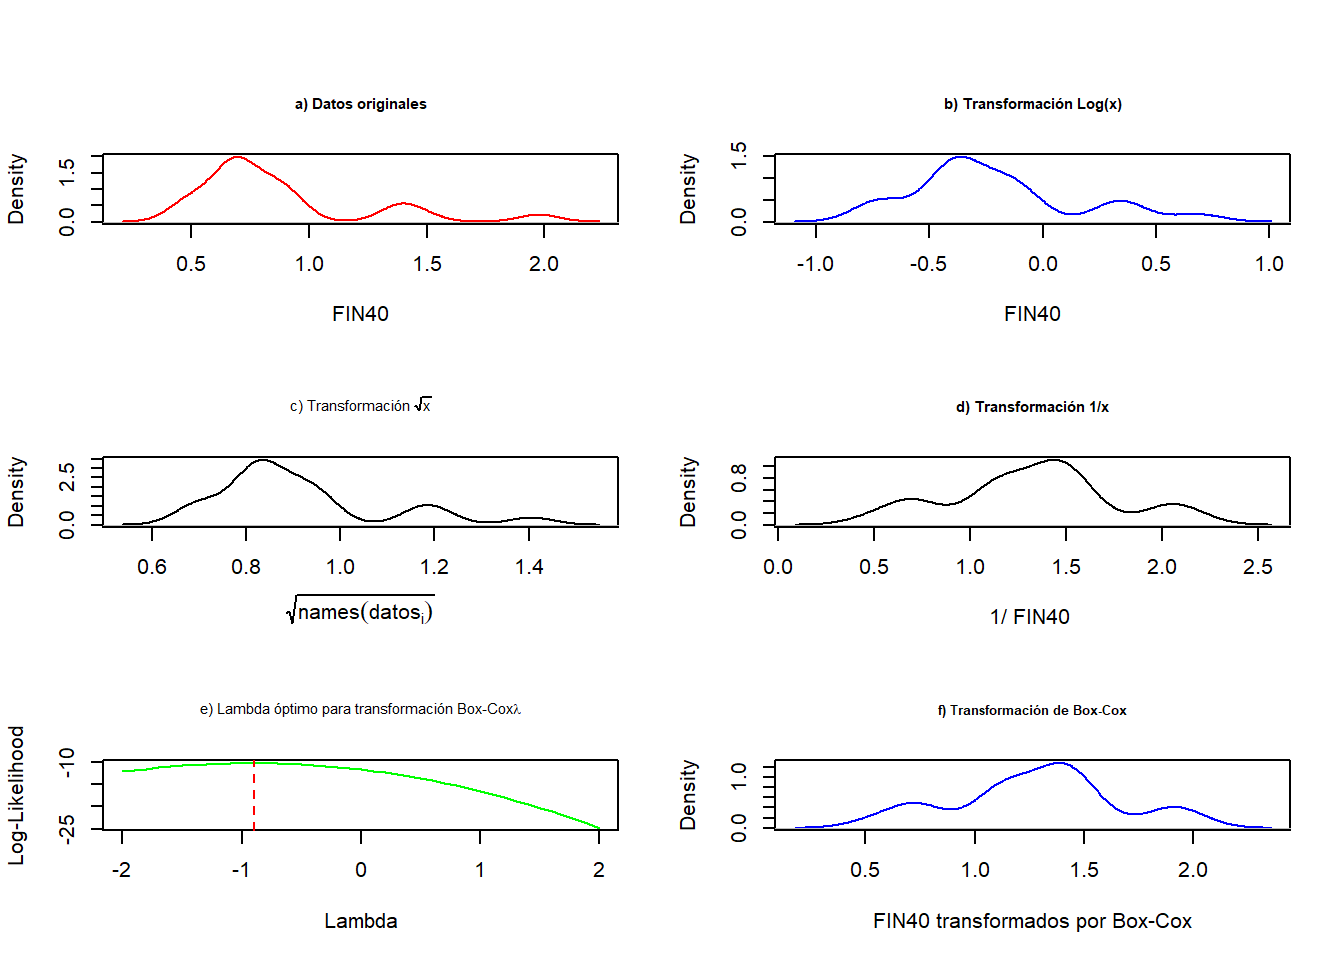 a) Datos originales
Density
0.0 1.5
0.5 1.0 1.5 2.0
FIN40
b) Transformación Log(x)
Density
0.0 1.5
-1.0 -0.5 0.0 0.5 1.0
FIN40
c) Transformación √x
Density
0.0 2.5
0.6 0.8 1.0 1.2 1.4
√names(datosᵢ)
d) Transformación 1/x
Density
0.0 0.8
0.0 0.5 1.0 1.5 2.0 2.5
1/ FIN40
e) Lambda óptimo para transformación Box-Coxλ
Log-Likelihood
-25 -10
-2 -1 0 1 2
Lambda
f) Transformación de Box-Cox
Density
0.0 1.0
0.5 1.0 1.5 2.0
FIN40 transformados por Box-Cox